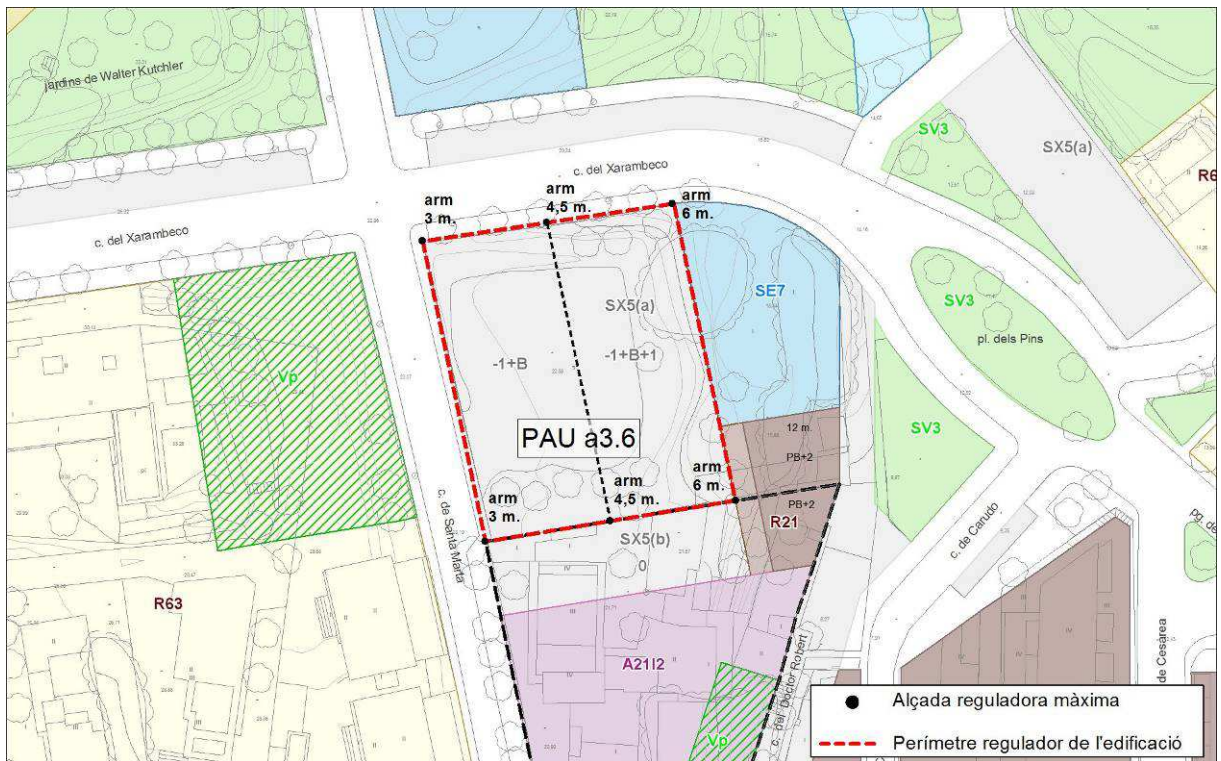 jardins de Walter Kutchler
SV3
SX5(a)
R6
c. del Xarambeco
arm
3 m.
arm
4,5 m.
arm
6 m.
c. del Xarambeco
SE7
SX5(a)
SV3
pl. dels Pins
-1+B
-1+B+1
Vp
PAU a3.6
12 m.
PB+2
SV3
arm
3 m.
arm
4,5 m.
arm
6 m.
PB+2
R21
SX5(b)
0
c. de Santa Marta
c. de Carudo
R63
A21I2
Vp
c. del Doctor Robert
de Cesàrea
Alçada reguladora màxima
Perímetre regulador de l'edificació